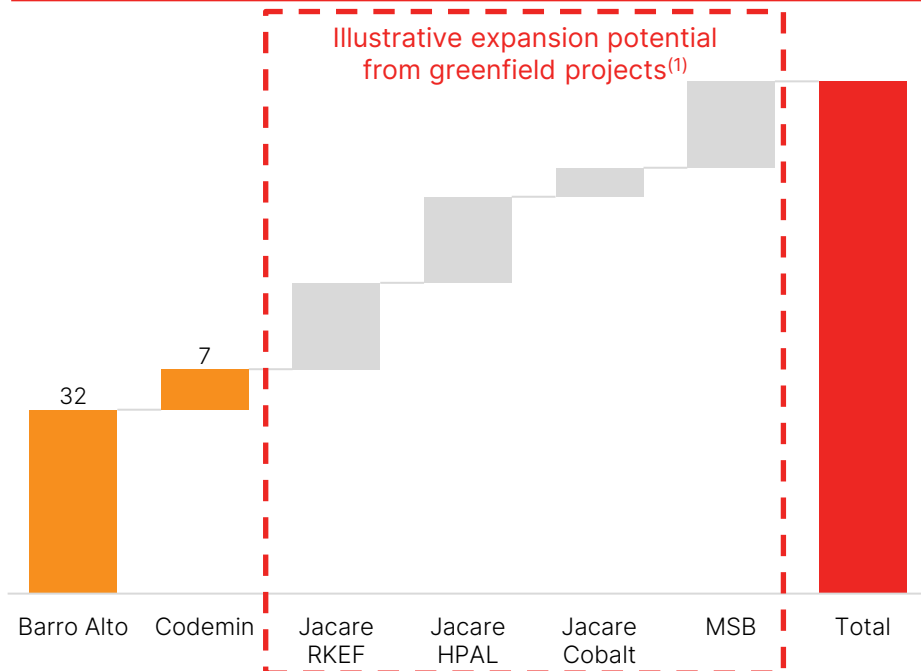 Illustrative expansion potential
from greenfield projects(1)
7
32
Barro Alto
Codemin
Jacare
RKEF
Jacare
HPAL
Jacare
Cobalt
MSB
Total